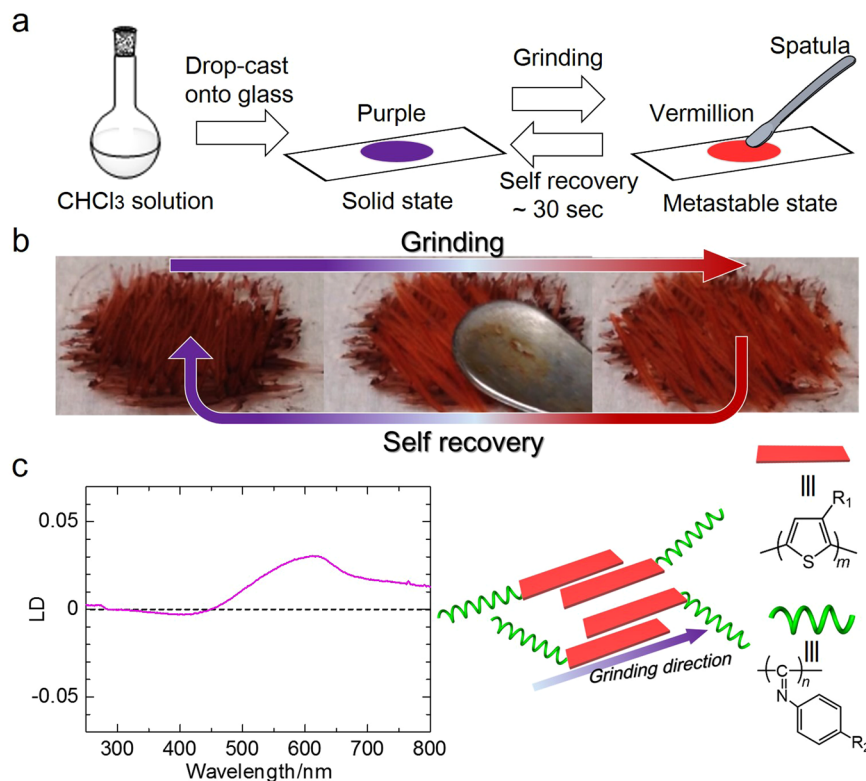 a
Drop-cast
onto glass
CHCl3 solution
Purple
Solid state
Grinding
Self recovery
~ 30 sec
Spatula
Vermillion
Metastable state
b
Grinding
Self recovery
c
0.05
0
-0.05
LD
300 400 500 600 700 800
Wavelength/nm
Grinding direction
R1
S
m
C
n
N
R2